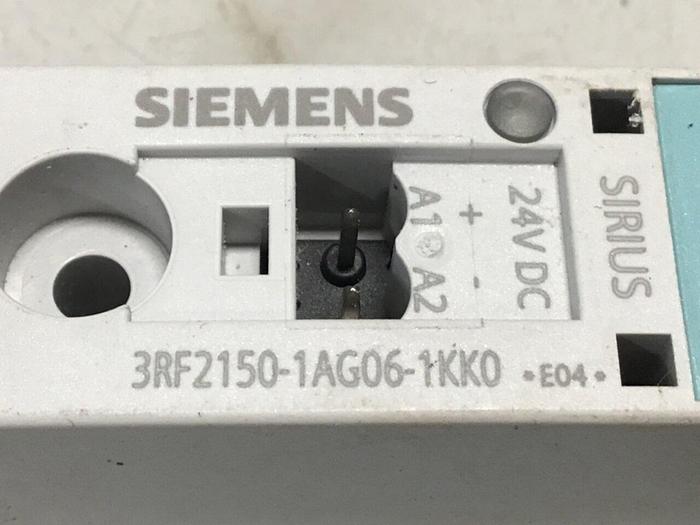 SIEMENS
A1 +
A2 -
24V DC
SIRIUS
3RF2150-1AG06-1KK0 *E04*